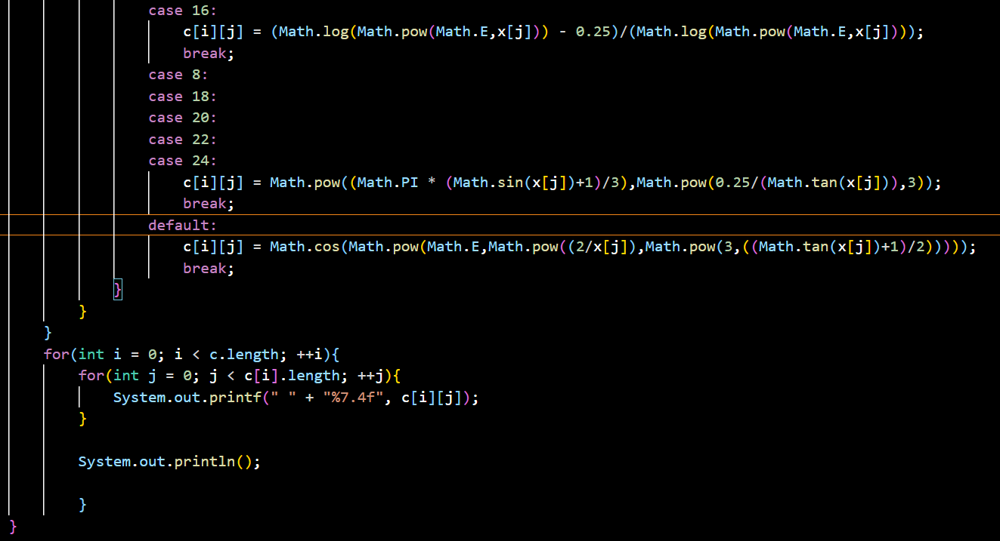 case 16:
c[i][j] = (Math.log(Math.pow(Math.E,x[j])) - 0.25)/(Math.log(Math.pow(Math.E,x[j])));
break;
case 8:
case 18:
case 20:
case 22:
case 24:
c[i][j] = Math.pow((Math.PI * (Math.sin(x[j])+1)/3),Math.pow(0.25/(Math.tan(x[j])),3));
break;
default:
c[i][j] = Math.cos(Math.pow(Math.E,Math.pow((2/x[j]),Math.pow(3,((Math.tan(x[j])+1)/2)))));
break;
}
}
}
for(int i = 0; i < c.length; ++i){
for(int j = 0; j < c[i].length; ++j){
System.out.printf(" " + "%7.4f", c[i][j]);
}
System.out.println();
}
}